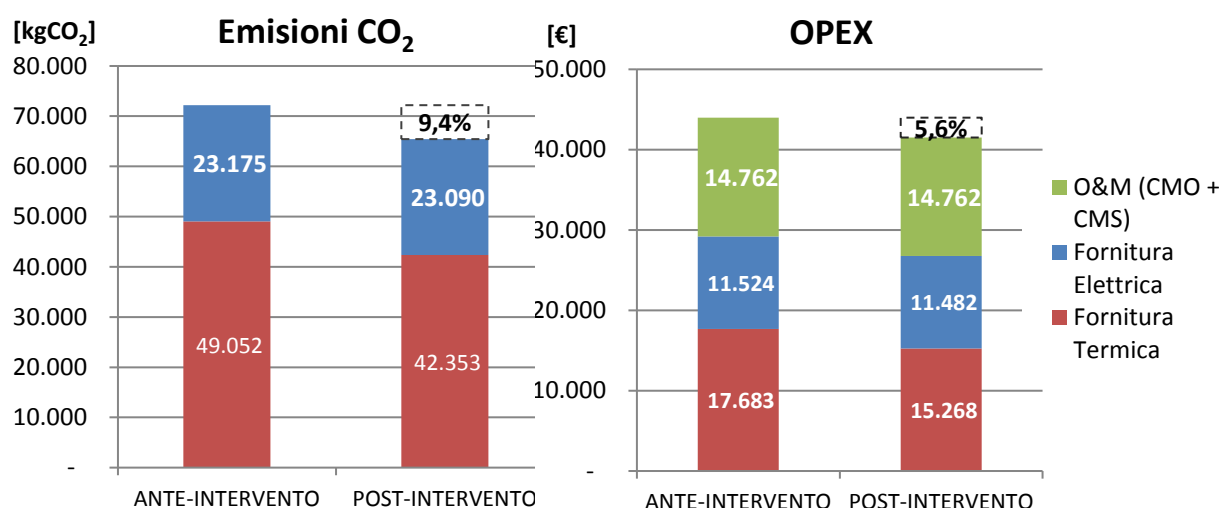 [kgCO2]
Emisioni CO2
80.000
70.000
60.000
50.000
40.000
30.000
20.000
10.000
-
9,4%
23.175
23.090
49.052
42.353
ANTE-INTERVENTO
POST-INTERVENTO
[€]
OPEX
50.000
40.000
30.000
20.000
10.000
-
5,6%
14.762
14.762
11.524
11.482
17.683
15.268
ANTE-INTERVENTO
POST-INTERVENTO
O&M (CMO +
CMS)
Fornitura
Elettrica
Fornitura
Termica